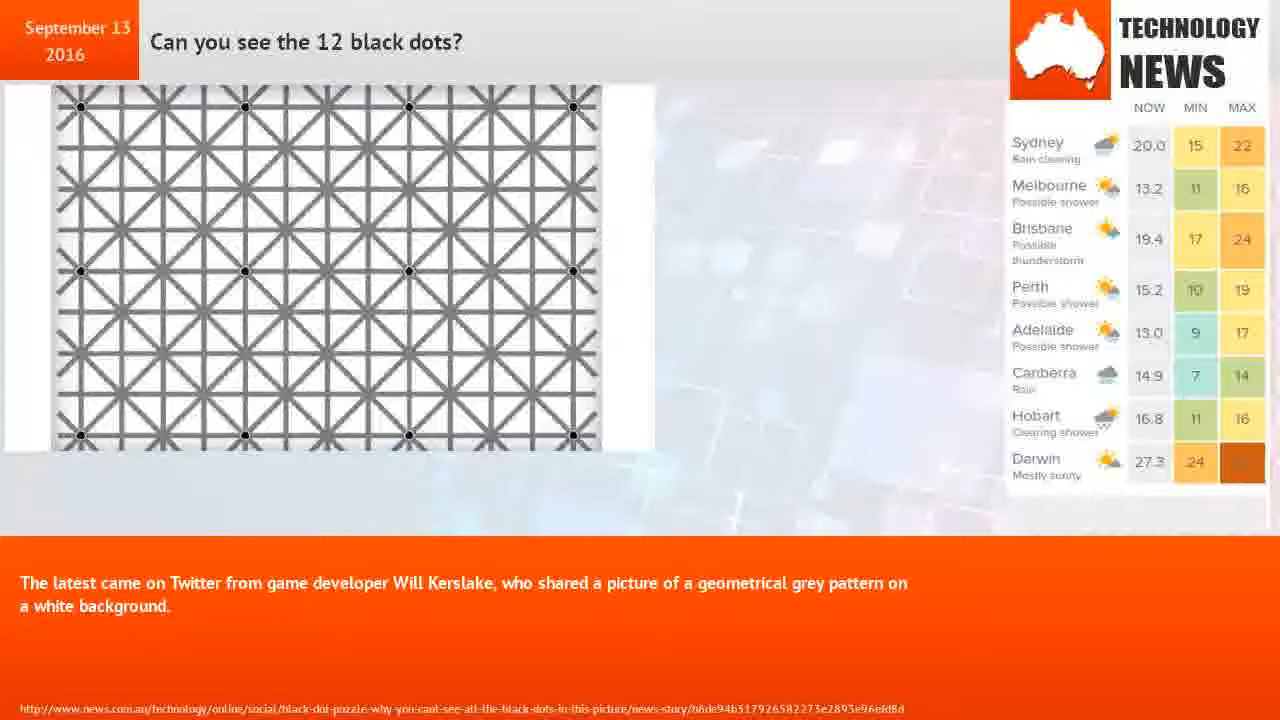 September 13
2016
Can you see the 12 black dots?
TECHNOLOGY
NEWS
NOW MIN MAX
Sydney 20.0 15 22
Rain clearing
Melbourne 13.2 11 16
Possible shower
Brisbane 19.4 17 24
Possible
thunderstorm
Perth 15.2 10 19
Possible shower
Adelaide 13.0 9 17
Possible shower
Canberra 14.9 7 14
Rain
Hobart 16.8 11 16
Clearing shower
Darwin 27.3 24
Mostly sunny
The latest came on Twitter from game developer Will Kerslake, who shared a picture of a geometrical grey pattern on
a white background.